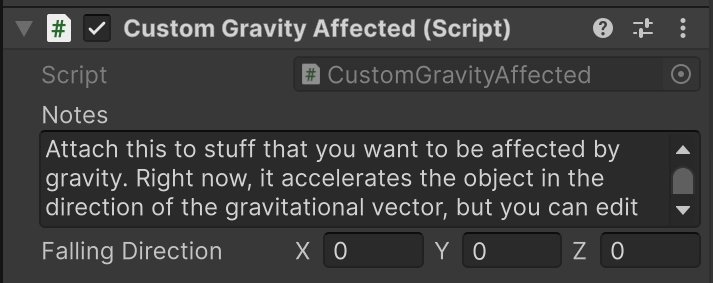 # Custom Gravity Affected (Script) ?
Script # CustomGravityAffected
Notes
Attach this to stuff that you want to be affected by
gravity. Right now, it accelerates the object in the
direction of the gravitational vector, but you can edit
Falling Direction X 0 Y 0 Z 0